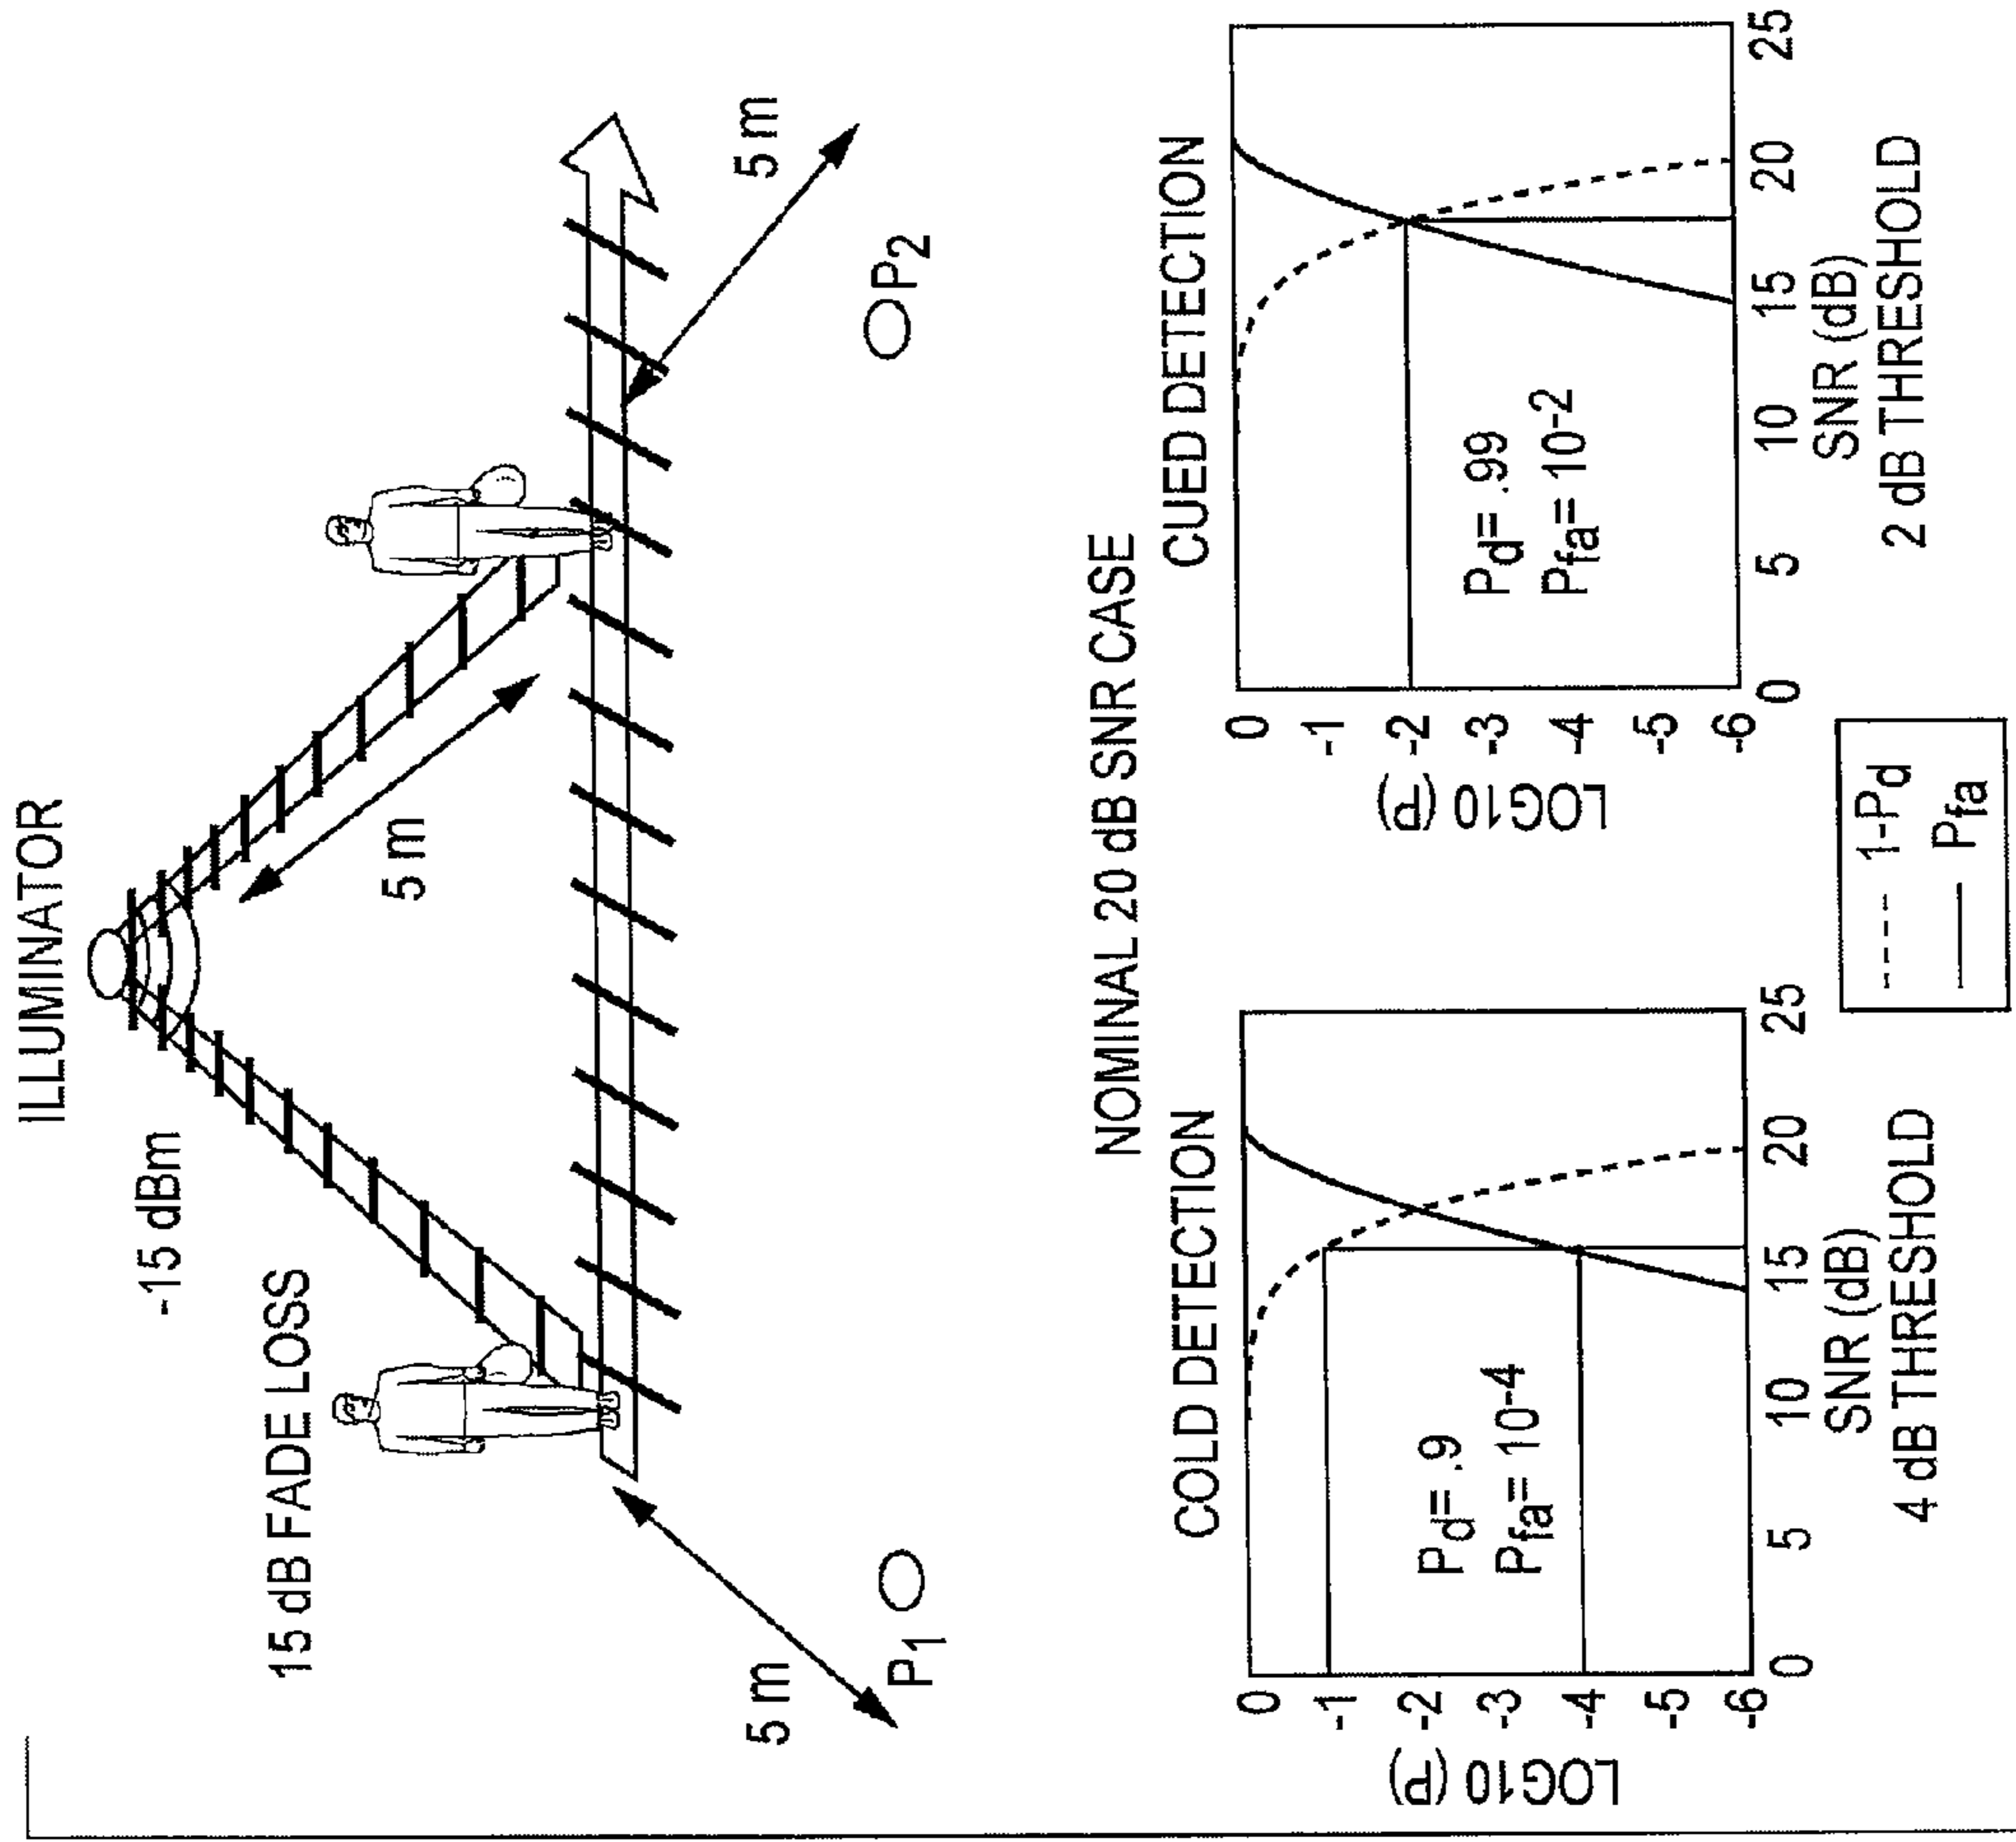 ILLUMINATOR
-15 dBm
15 dB FADE LOSS
5 m
5 m
5 m
P1
P2
NOMINAL 20 dB SNR CASE
COLD DETECTION
LOG10 (P)
0
-1
-2
-3
-4
-5
-6
Pd= .9
Pfa= 10-4
0 5 10 15 20 25
SNR (dB)
4 dB THRESHOLD
CUED DETECTION
LOG10 (P)
0
-1
-2
-3
-4
-5
-6
Pd= .99
Pfa= 10-2
0 5 10 15 20 25
SNR (dB)
2 dB THRESHOLD
1-Pd
Pfa